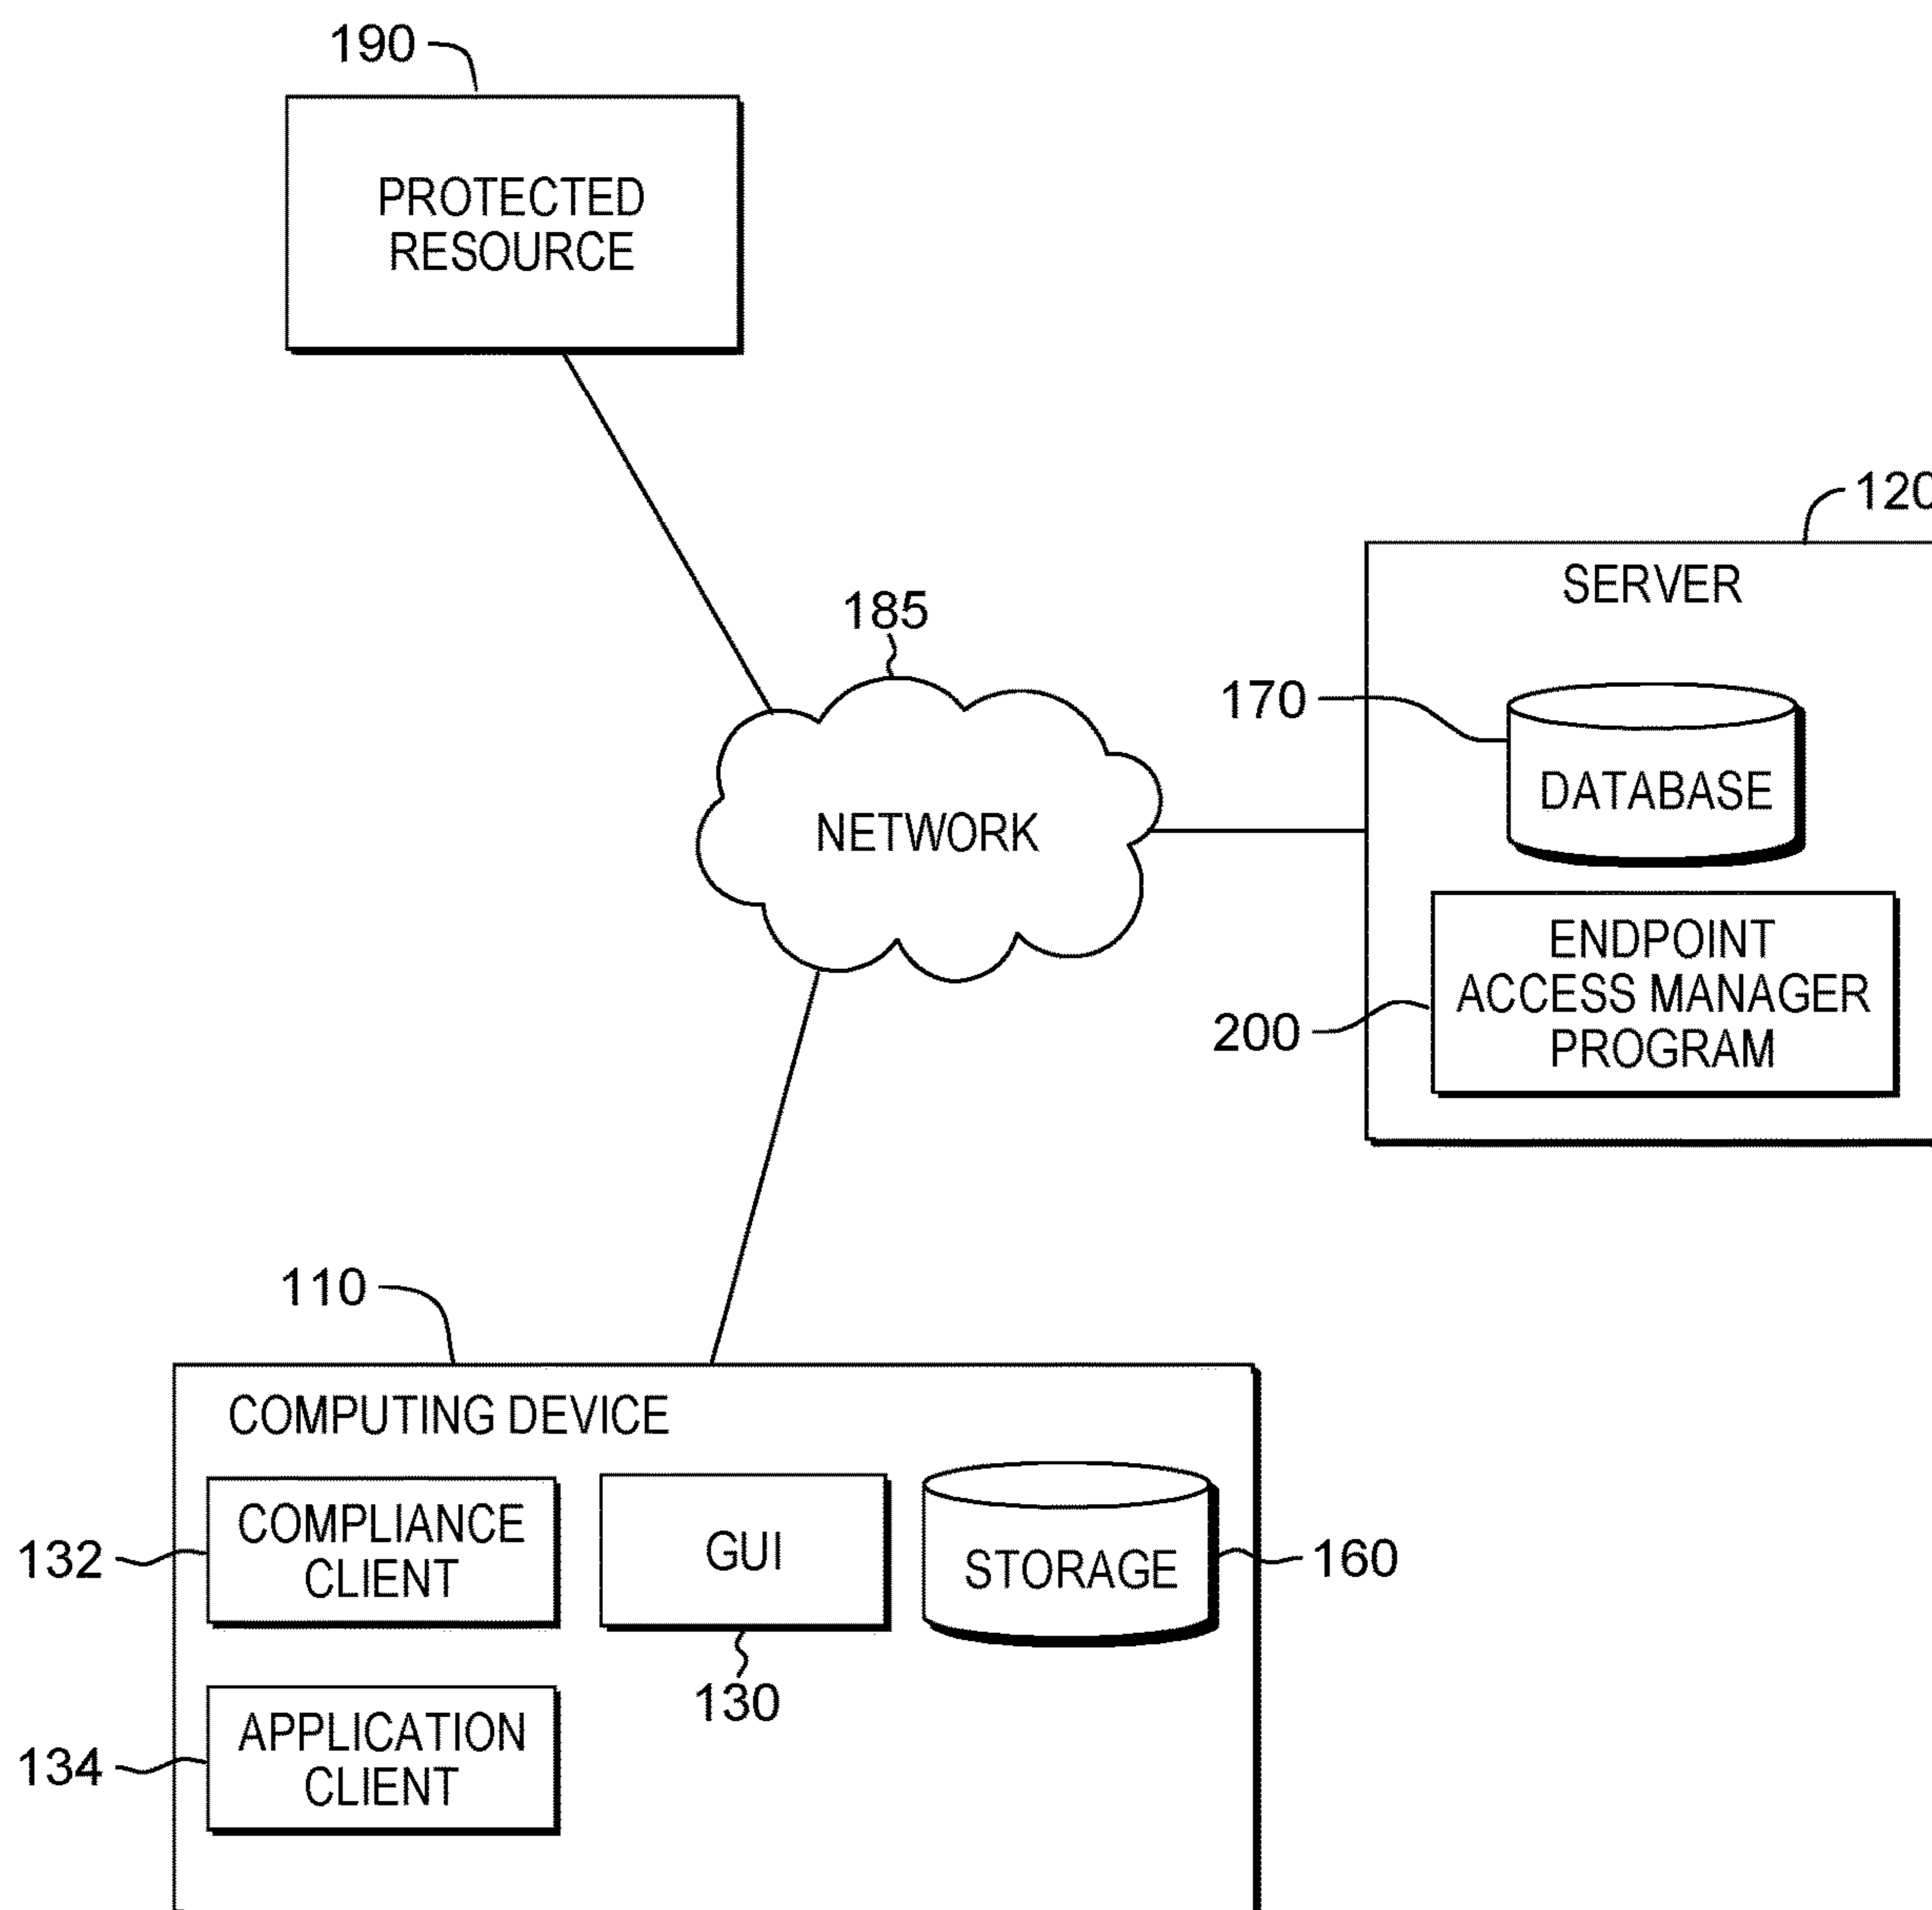 190
PROTECTED
RESOURCE
120
SERVER
185
170
DATABASE
NETWORK
ENDPOINT
ACCESS MANAGER
PROGRAM
200
110
COMPUTING DEVICE
COMPLIANCE
CLIENT
132
GUI
STORAGE
160
130
APPLICATION
CLIENT
134